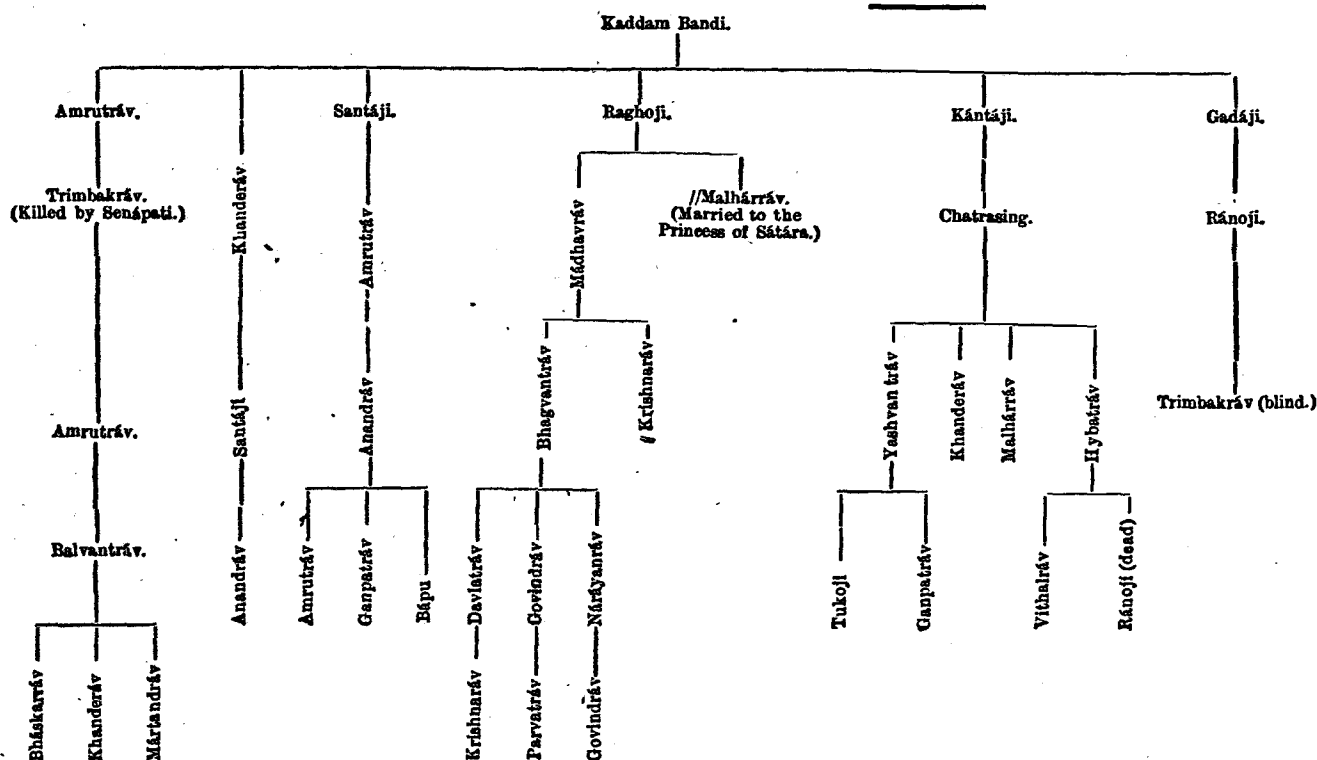 Kaddam Bandi.
Amrutráv.
Santáji.
Raghoji.
Kántáji.
Gadáji.
Trimbakráv.
(Killed by Senápati.)
Khanderáv
Amrutráv
Mádhavráv
//Malhárráv.
(Married to the
Princess of Sátára.)
Chatrasing.
Ránoji.
Amrutráv.
Santáji
Anandráv
Bhagvantráv
// Krishnaráv
Yashvantráv
Khanderáv
Malhárráv
Hybatráv
Trimbakráv (blind.)
Balvantráv.
Anandráv
Amrutráv
Ganpatráv
Bápu
Davlatráv
Govindráv
Náráyanráv
Tukoji
Ganpatráv
Vithalráv
Ránoji (dead)
Bháskarráv
Khanderáv
Mártandráv
Krishnaráv
Parvatráv
Govindráv